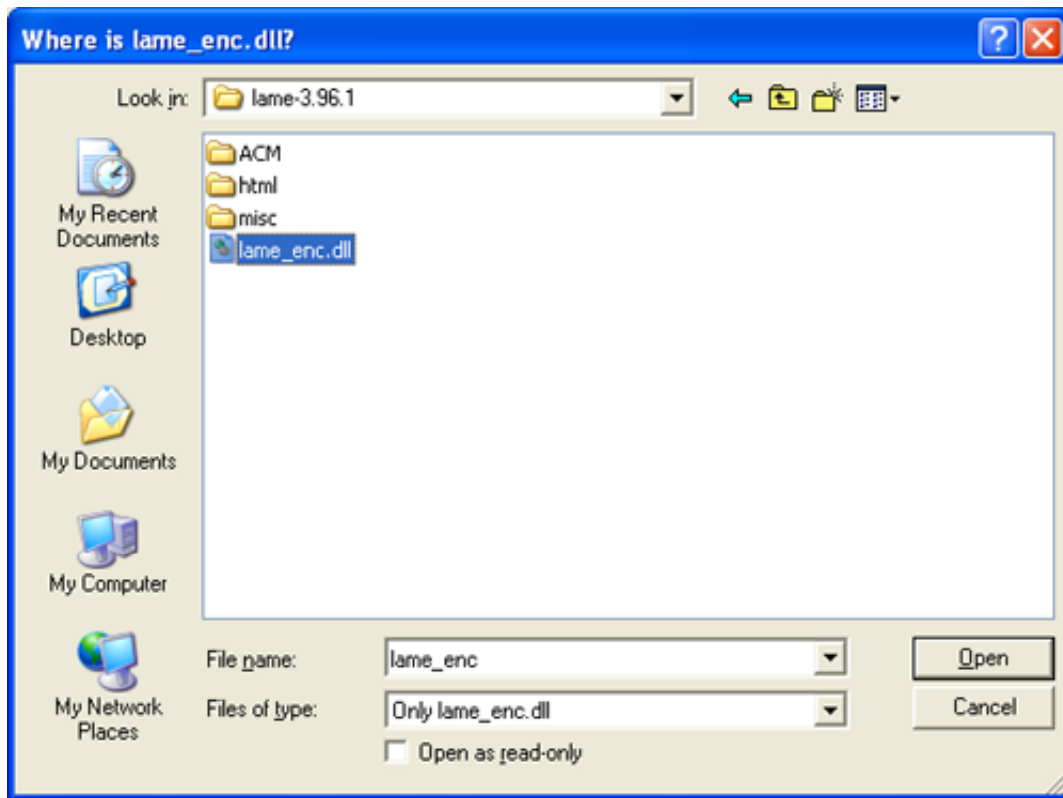 Where is lame_enc.dll?
Look in:
lame-3.96.1
ACM
html
misc
lame_enc.dll
My Recent
Documents
Desktop
My Documents
My Computer
My Network
Places
File name:
lame_enc
Open
Files of type:
Only lame_enc.dll
Cancel
Open as read-only